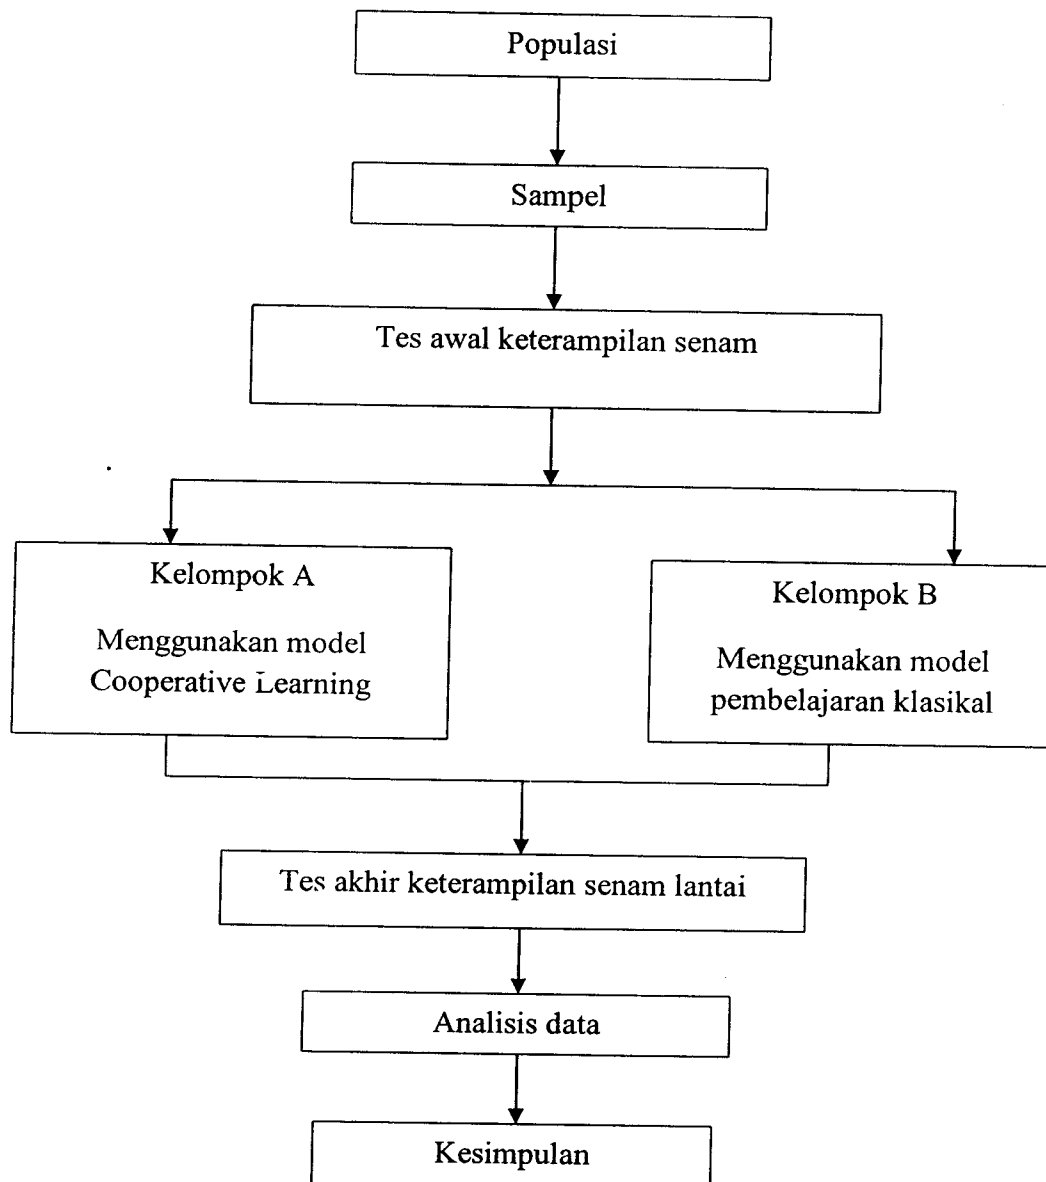 Populasi
Sampel
Tes awal keterampilan senam
Kelompok A
Menggunakan model
Cooperative Learning
Kelompok B
Menggunakan model
pembelajaran klasikal
Tes akhir keterampilan senam lantai
Analisis data
Kesimpulan